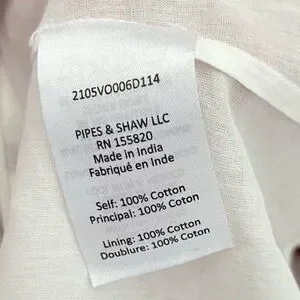 2105VO006D114
PIPES & SHAW LLC
RN 155820
Made in India
Fabriqué en Inde
Self: 100% Cotton
Principal: 100% Coton
Lining: 100% Cotton
Doublure: 100% Coton